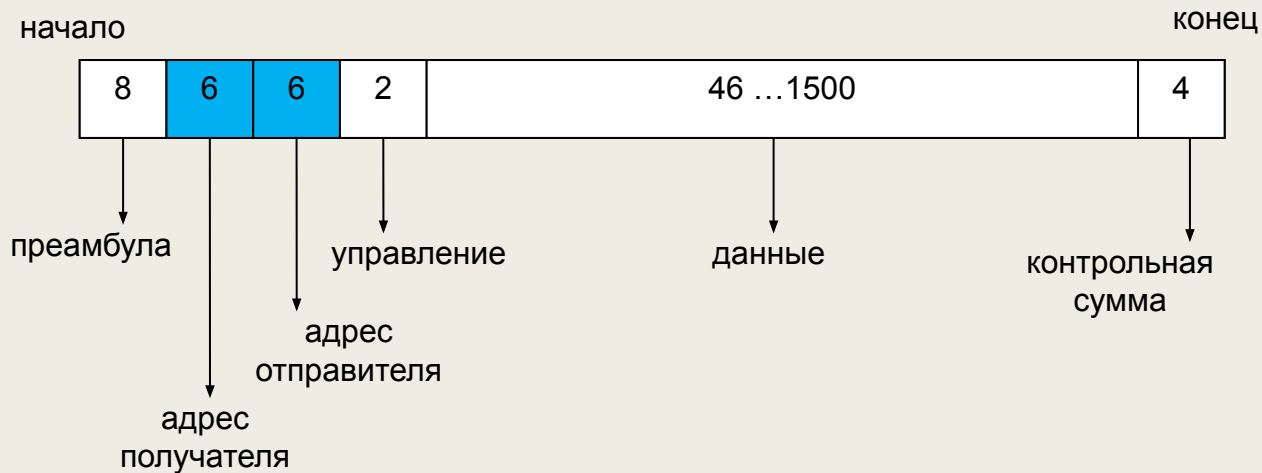 начало
конец
8 6 6 2 46 …1500 4
преамбула
управление
данные
контрольная
сумма
адрес
отправителя
адрес
получателя